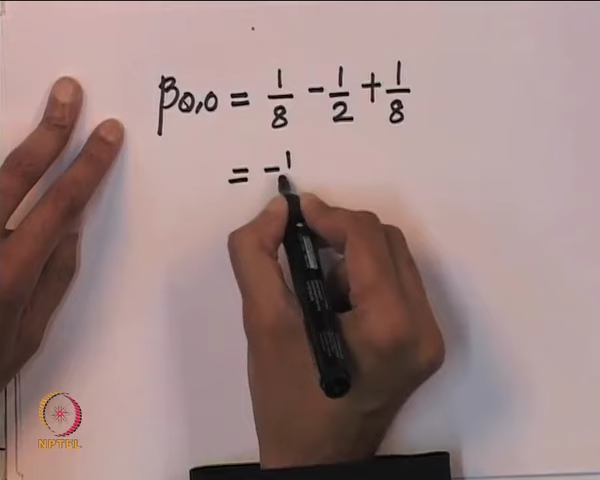 β0,0 = 1/8 - 1/2 + 1/8
= - 1
NPTEL